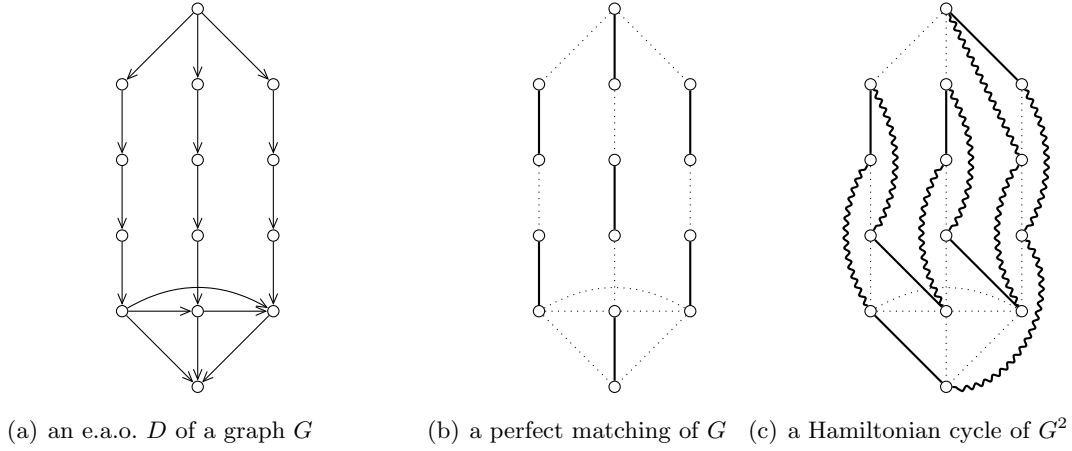 (a) an e.a.o. D of a graph G
(b) a perfect matching of G
(c) a Hamiltonian cycle of G²